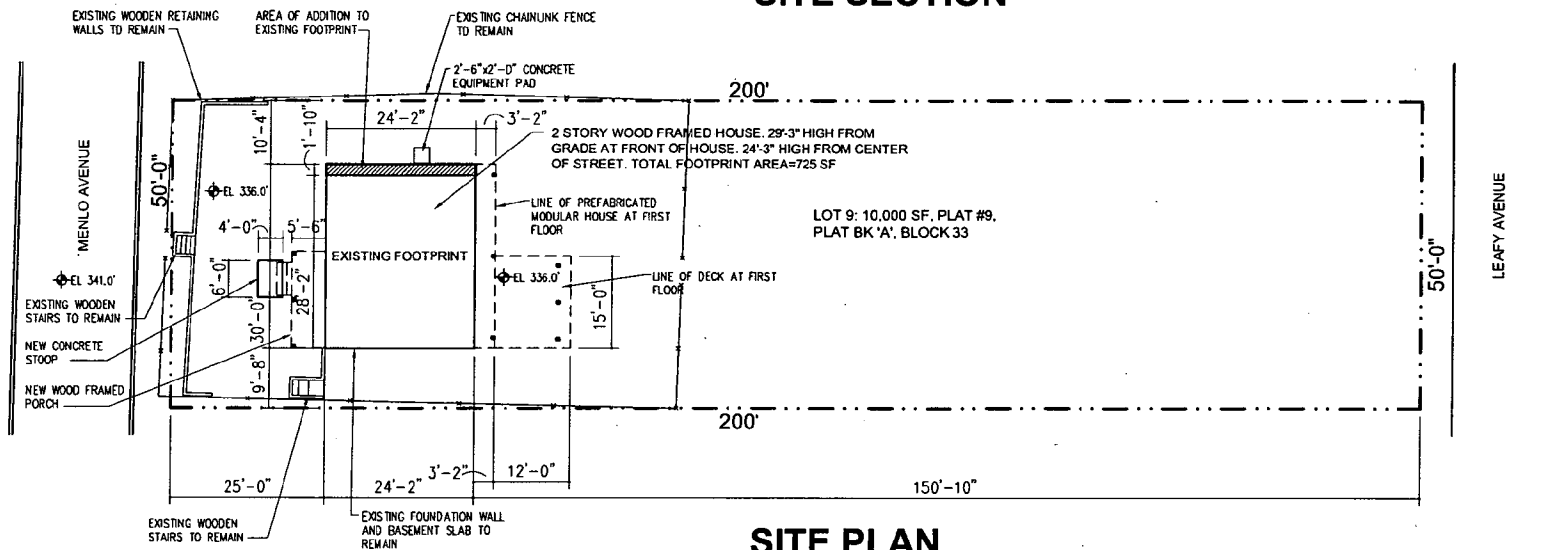 SITE SECTION
EXISTING WOODEN RETAINING
WALLS TO REMAIN
AREA OF ADDITION TO
EXISTING FOOTPRINT
EXISTING CHAINLINK FENCE
TO REMAIN
2'-6"x2'-0" CONCRETE
EQUIPMENT PAD
200'
24'-2"
3'-2"
10'-4"
1'-10"
2 STORY WOOD FRAMED HOUSE. 29'-3" HIGH FROM
GRADE AT FRONT OF HOUSE. 24'-3" HIGH FROM CENTER
OF STREET. TOTAL FOOTPRINT AREA=725 SF
MENLO AVENUE
50'-0"
EL 336.0'
LINE OF PREFABRICATED
MODULAR HOUSE AT FIRST
FLOOR
LOT 9: 10,000 SF, PLAT #9,
PLAT BK 'A', BLOCK 33
LEAFY AVENUE
50'-0"
4'-0"
5'-6"
EXISTING FOOTPRINT
EL 341.0'
6'-0"
28'-2"
30'-0"
EL 336.0'
LINE OF DECK AT FIRST
FLOOR
15'-0"
EXISTING WOODEN
STAIRS TO REMAIN
NEW CONCRETE
STOOP
NEW WOOD FRAMED
PORCH
9'-8"
200'
25'-0"
24'-2"
3'-2"
12'-0"
150'-10"
EXISTING WOODEN
STAIRS TO REMAIN
EXISTING FOUNDATION WALL
AND BASEMENT SLAB TO
REMAIN
SITE PLAN